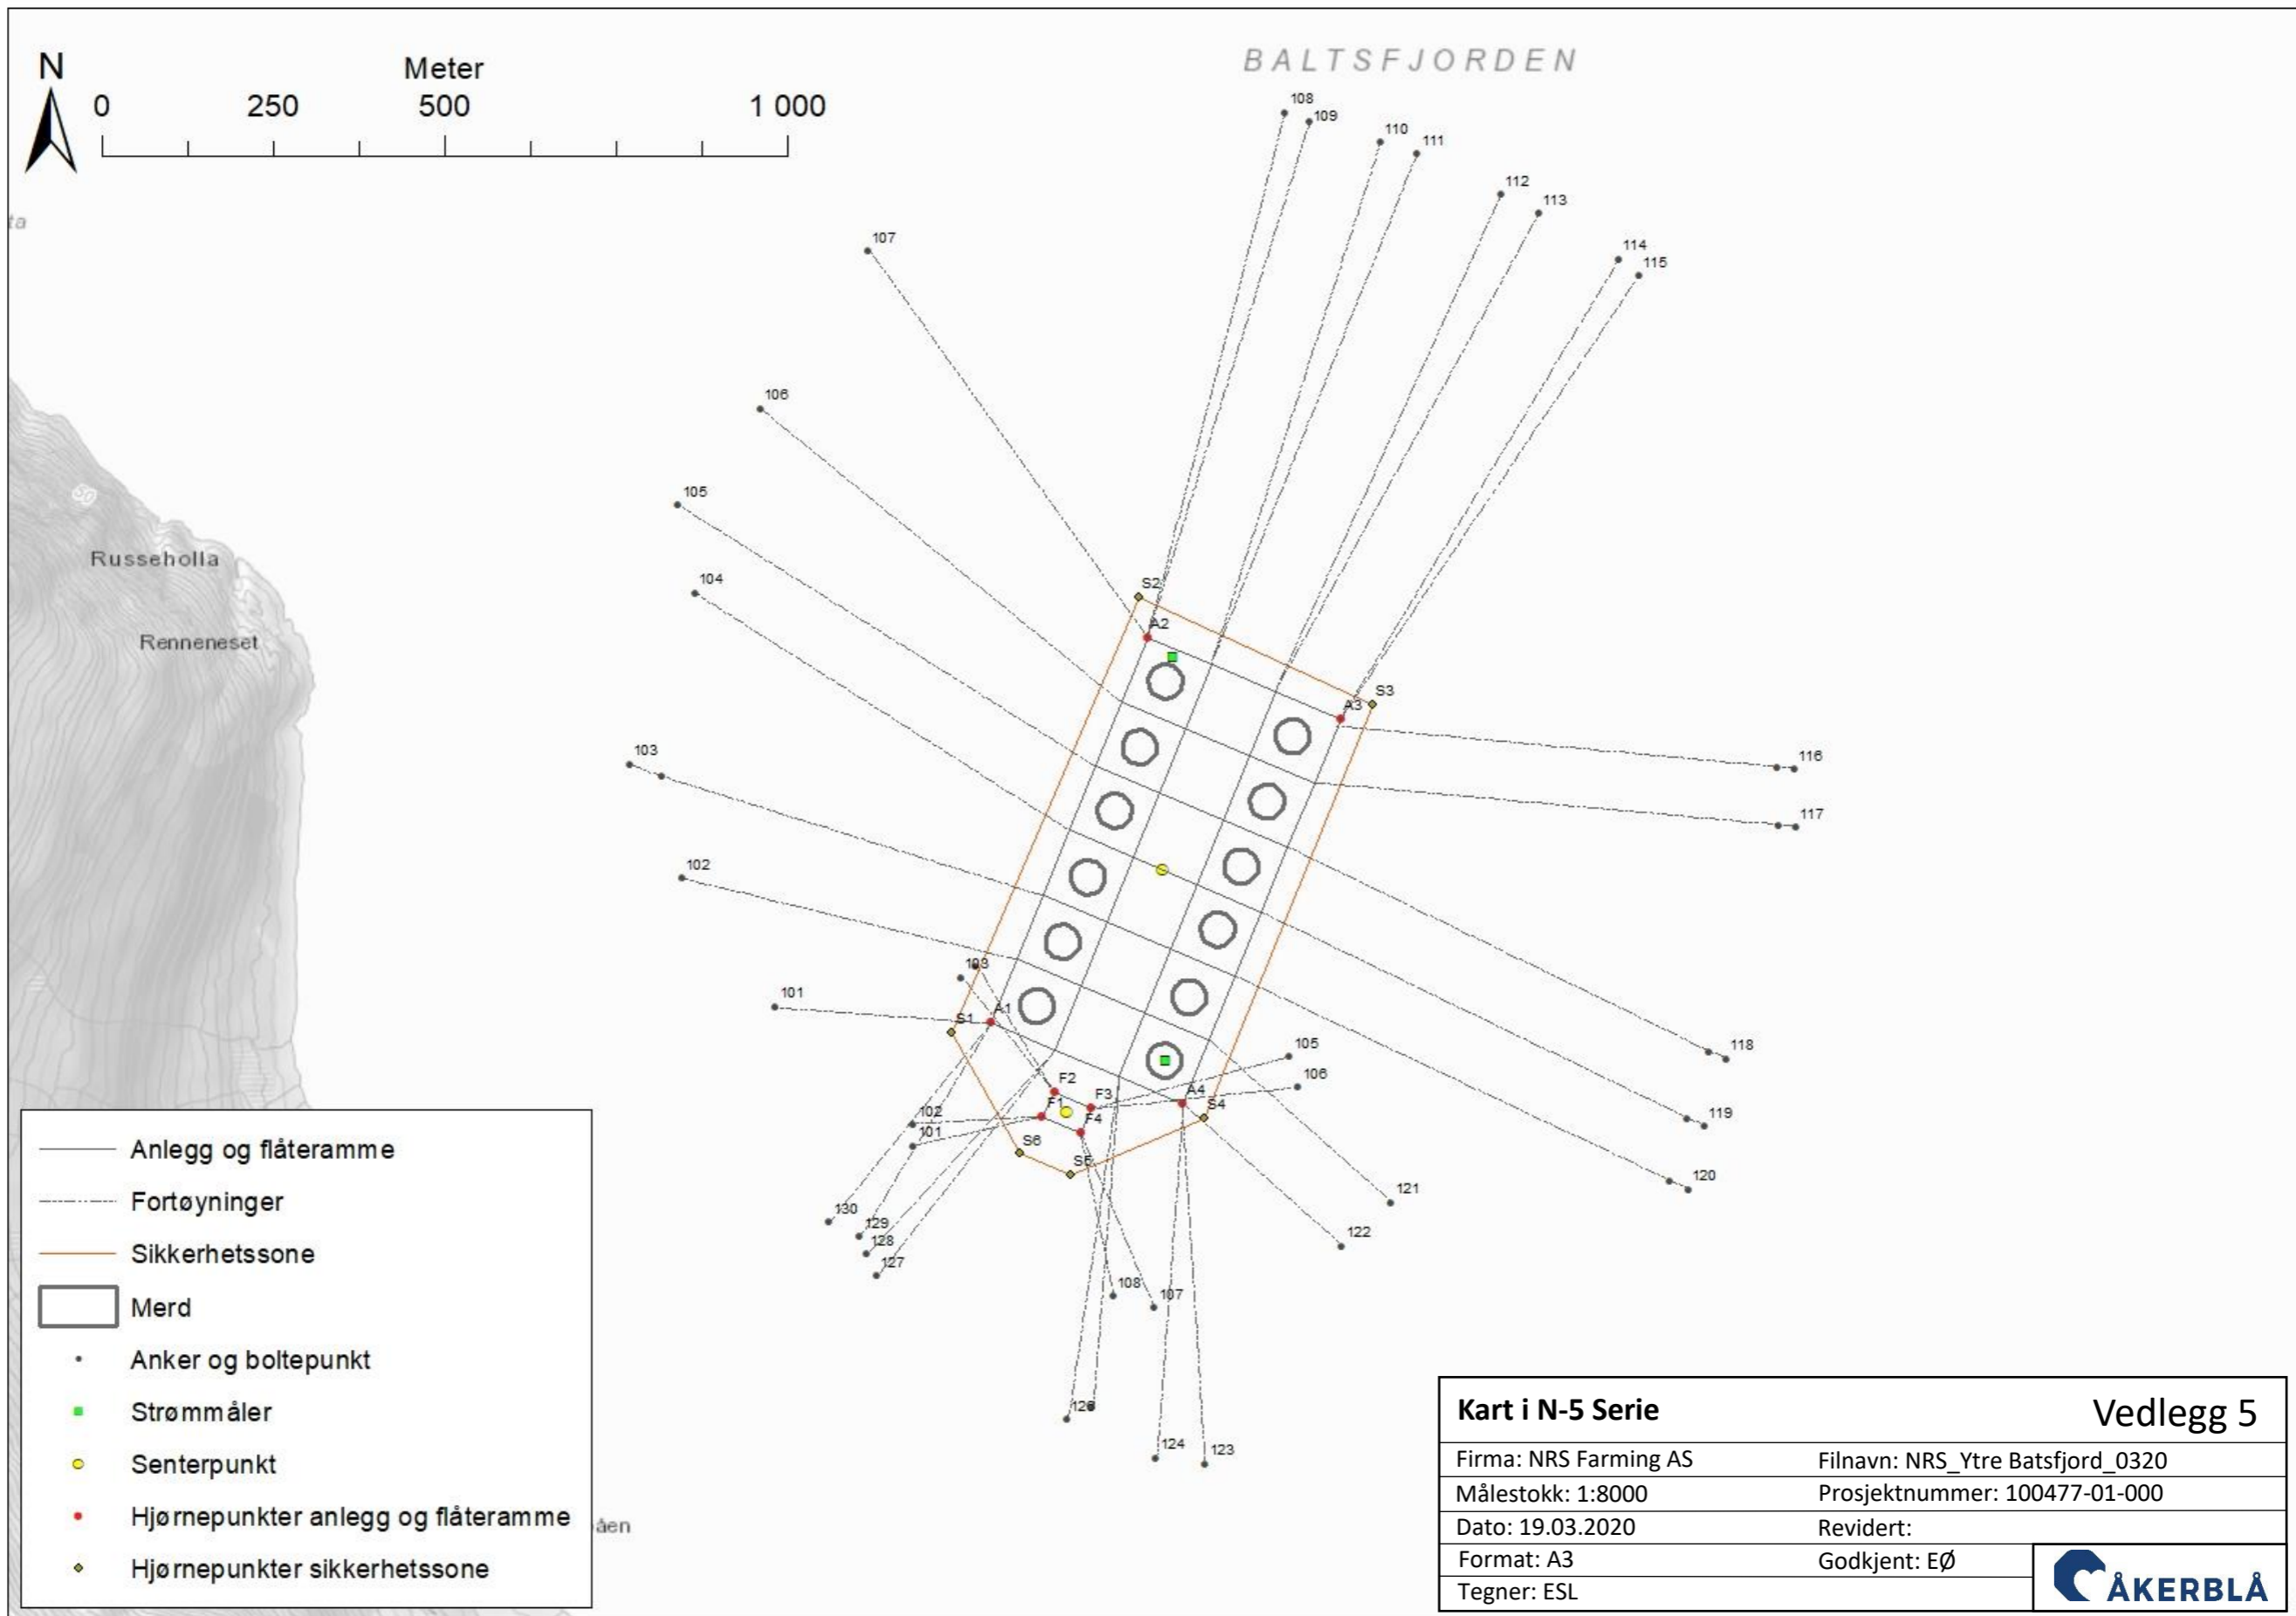 BALTSFJORDEN
N
Meter
0 250 500 1 000
108
109
110
111
112
113
114
115
107
106
105
104
103
102
101
ta
50
Russeholla
Renneneset
S2
A2
S3
A3
116
117
118
119
120
121
122
103
A1
S1
105
106
F2
F3
F1
F4
A4
S4
102
101
S6
S5
130
129
128
127
108
107
126
124
123
Anlegg og flåteramme
Fortøyninger
Sikkerhetssone
Merd
Anker og boltepunkt
Strømmåler
Senterpunkt
Hjørnepunkter anlegg og flåteramme
Hjørnepunkter sikkerhetssone
åen
Kart i N-5 Serie Vedlegg 5
Firma: NRS Farming AS Filnavn: NRS_Ytre Batsfjord_0320
Målestokk: 1:8000 Prosjektnummer: 100477-01-000
Dato: 19.03.2020 Revidert:
Format: A3 Godkjent: EØ
Tegner: ESL
ÅKERBLÅ